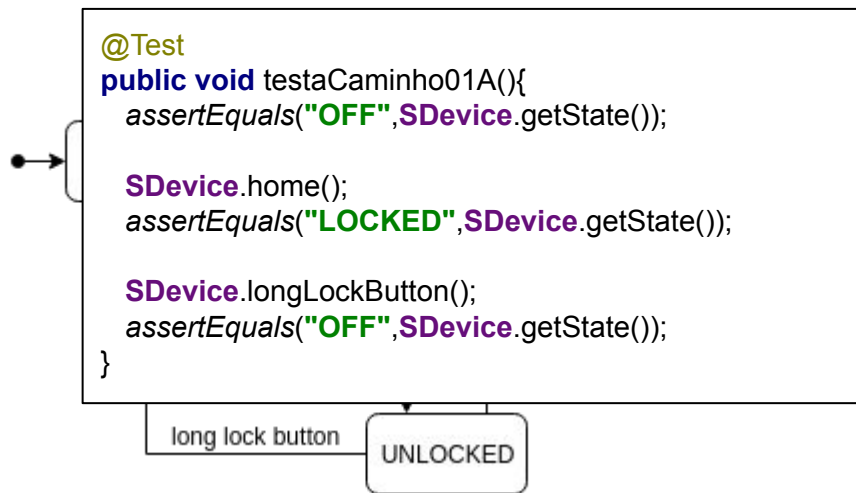 @Test
public void testaCaminho01A(){
assertEquals("OFF",SDevice.getState());
SDevice.home();
assertEquals("LOCKED",SDevice.getState());
SDevice.longLockButton();
assertEquals("OFF",SDevice.getState());
}
long lock button
UNLOCKED